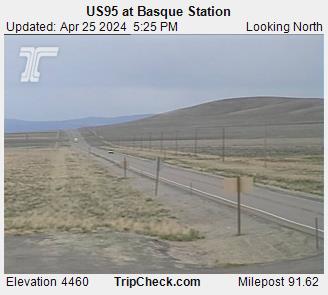 US95 at Basque Station
Updated: Apr 25 2024 5:25 PM Looking North
Elevation 4460 TripCheck.com Milepost 91.62